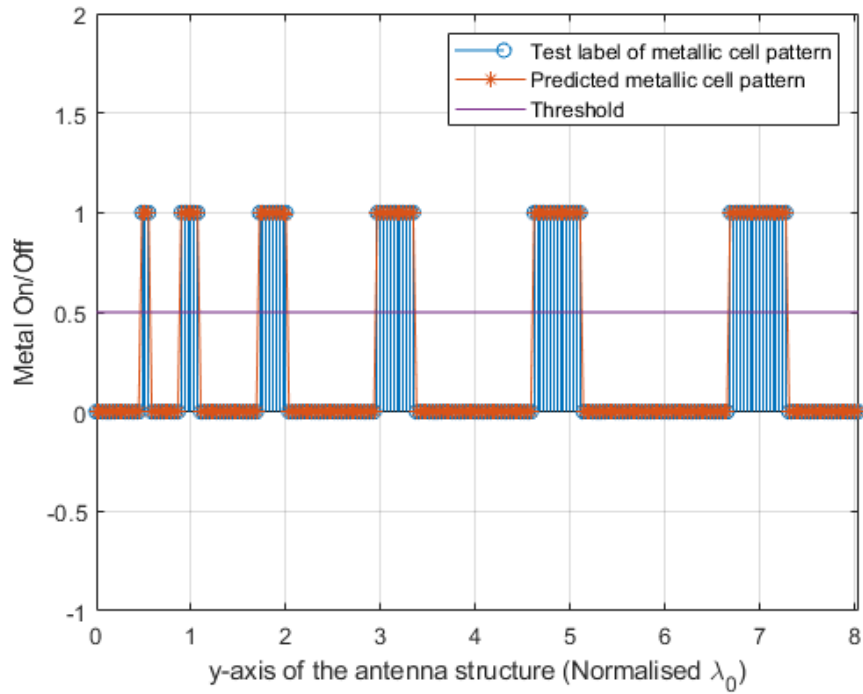 2
1.5
1
0.5
0
-0.5
-1
Metal On/Off
Test label of metallic cell pattern
Predicted metallic cell pattern
Threshold
0 1 2 3 4 5 6 7 8
y-axis of the antenna structure (Normalised λ0)